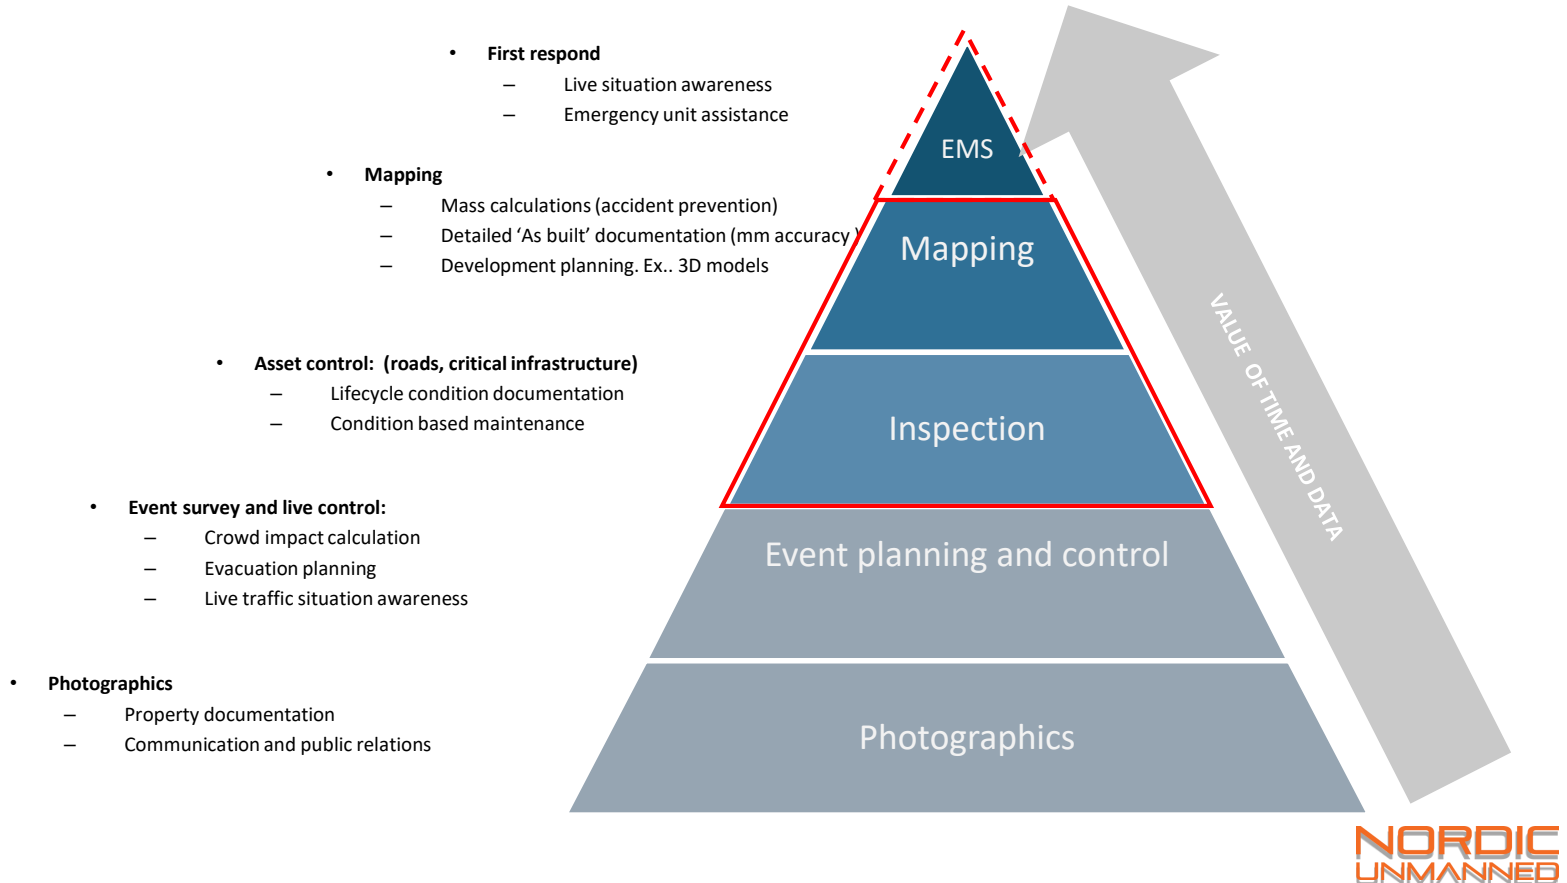 • First respond
– Live situation awareness
– Emergency unit assistance
• Mapping
– Mass calculations (accident prevention)
– Detailed ‘As built’ documentation (mm accuracy )
– Development planning. Ex.. 3D models
• Asset control: (roads, critical infrastructure)
– Lifecycle condition documentation
– Condition based maintenance
• Event survey and live control:
– Crowd impact calculation
– Evacuation planning
– Live traffic situation awareness
• Photographics
– Property documentation
– Communication and public relations
EMS
Mapping
Inspection
Event planning and control
Photographics
VALUE OF TIME AND DATA
NORDIC
UNMANNED